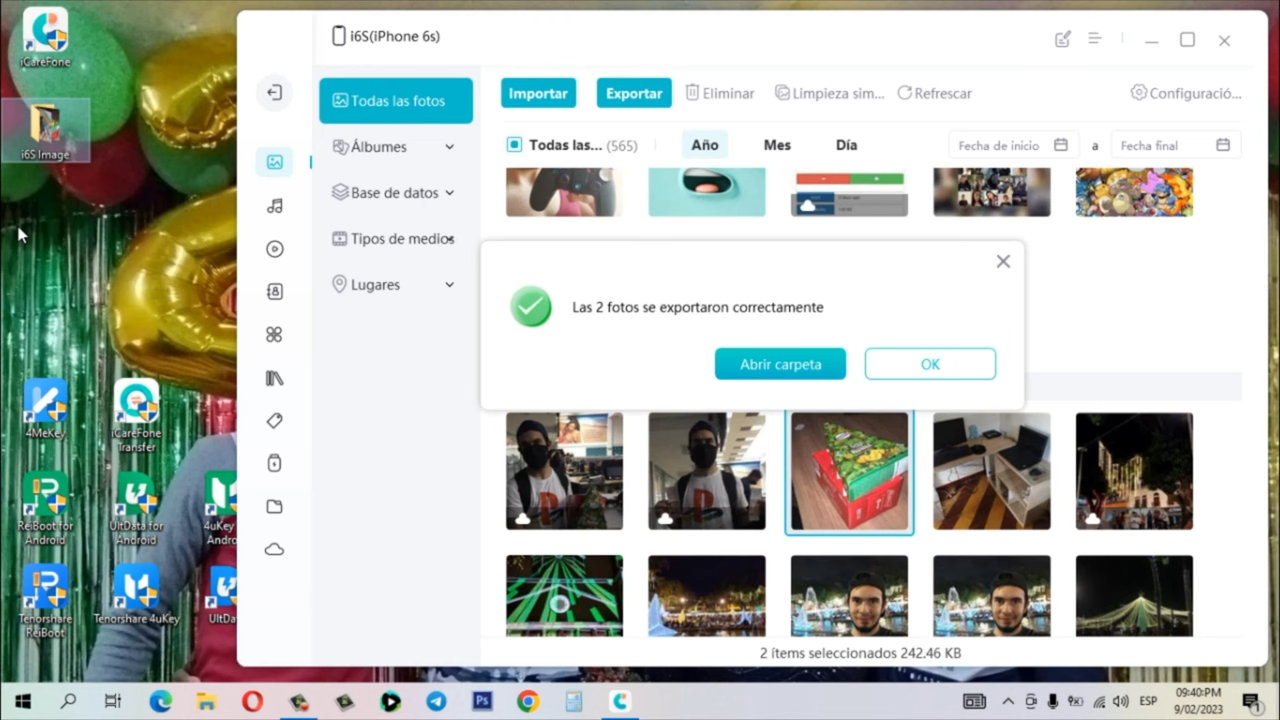 iCareFone
i6S Image
4MeKey
iCareFone
Transfer
ReiBoot for
Android
UltData for
Android
4uKey
Andro
Tenorshare
ReiBoot
Tenorshare 4uKey
UltDa
i6S(iPhone 6s)
Todas las fotos
Álbumes
Base de datos
Tipos de medios
Lugares
Importar
Exportar
Eliminar
Limpieza sim...
Refrescar
Configuració...
Todas las... (565)
Año
Mes
Día
Fecha de inicio
a
Fecha final
Las 2 fotos se exportaron correctamente
Abrir carpeta
OK
2 ítems seleccionados 242.46 KB
Ps
ESP
09:40:PM
9/02/2023
1